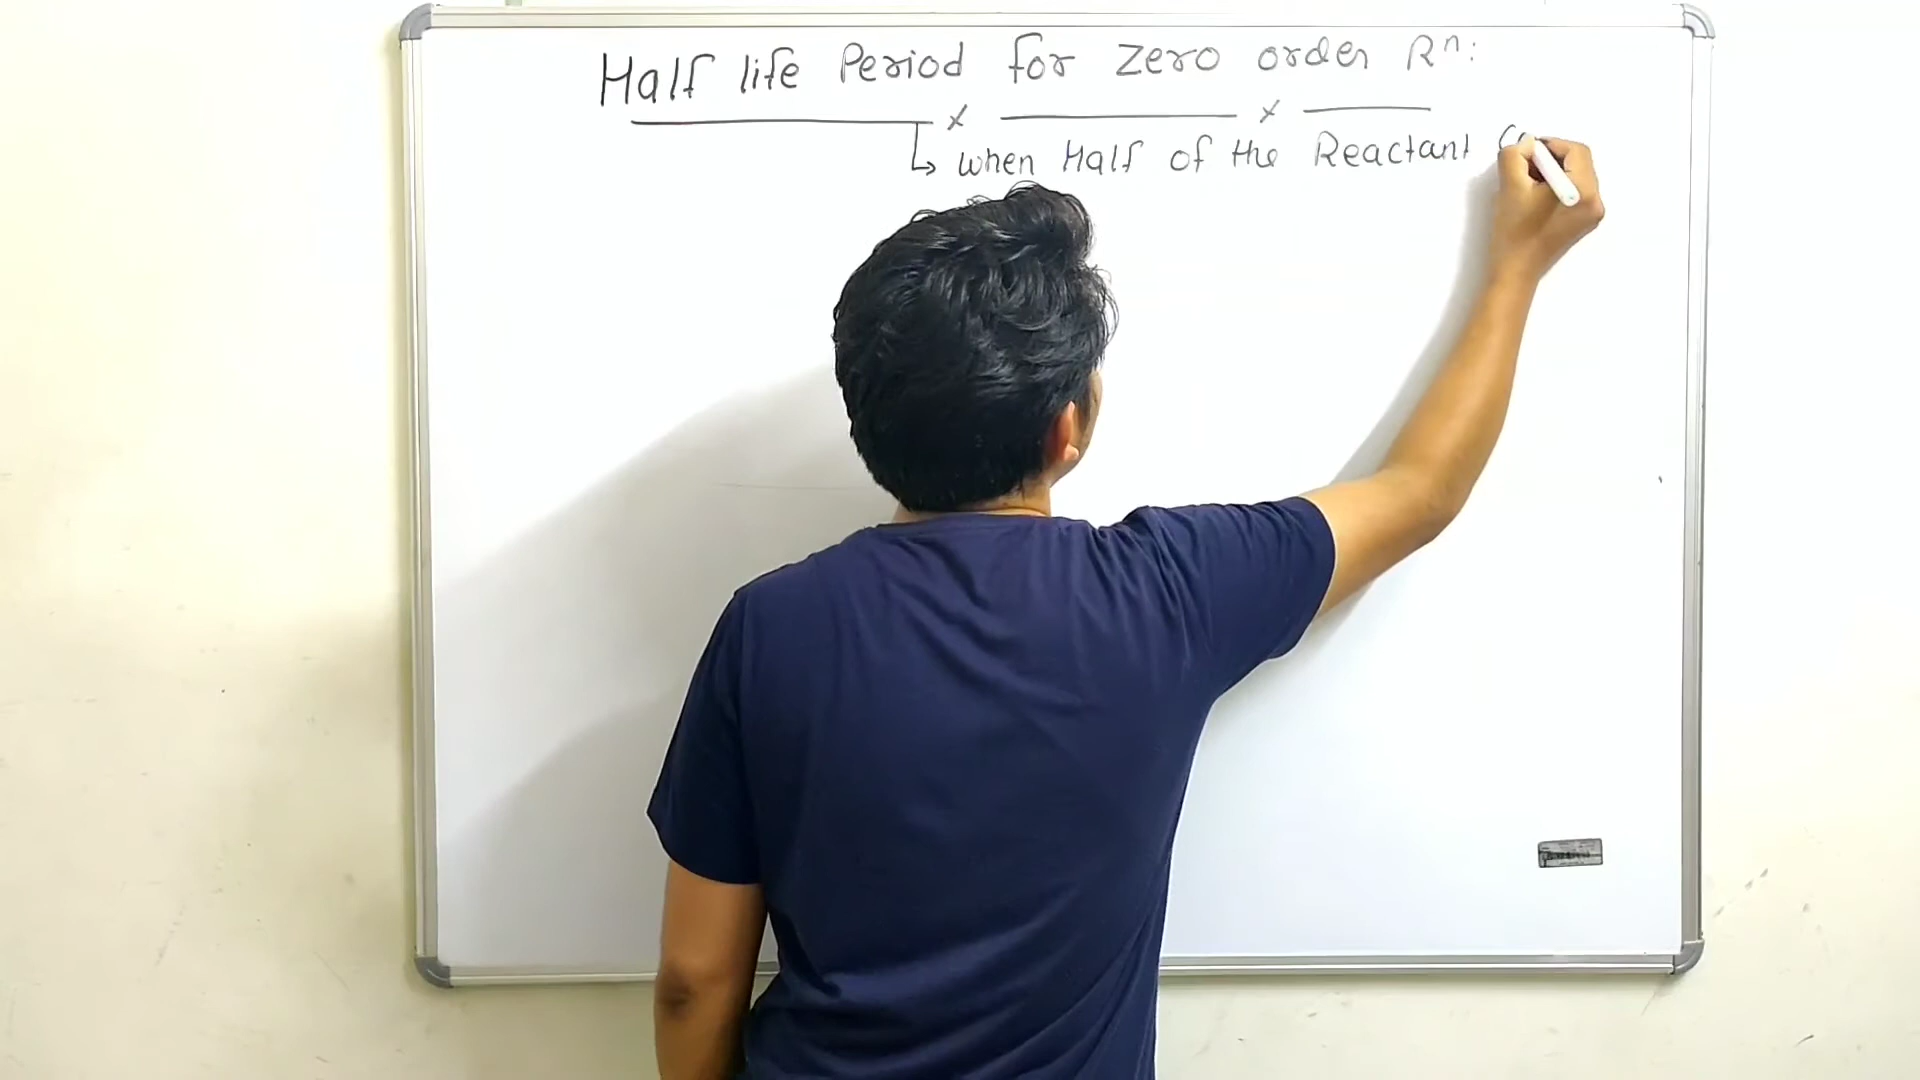 Half life Period for Zero order Rⁿ:
↳ when Half of the Reactant